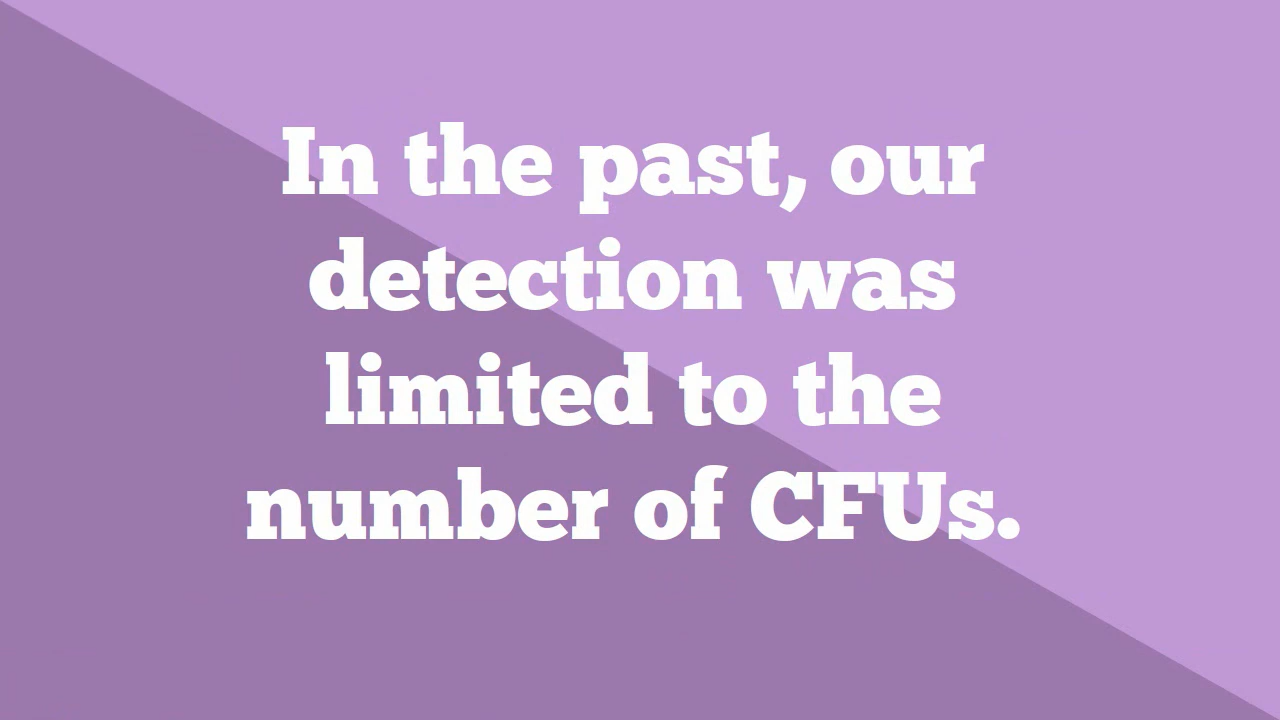 In the past, our
detection was
limited to the
number of CFUs.